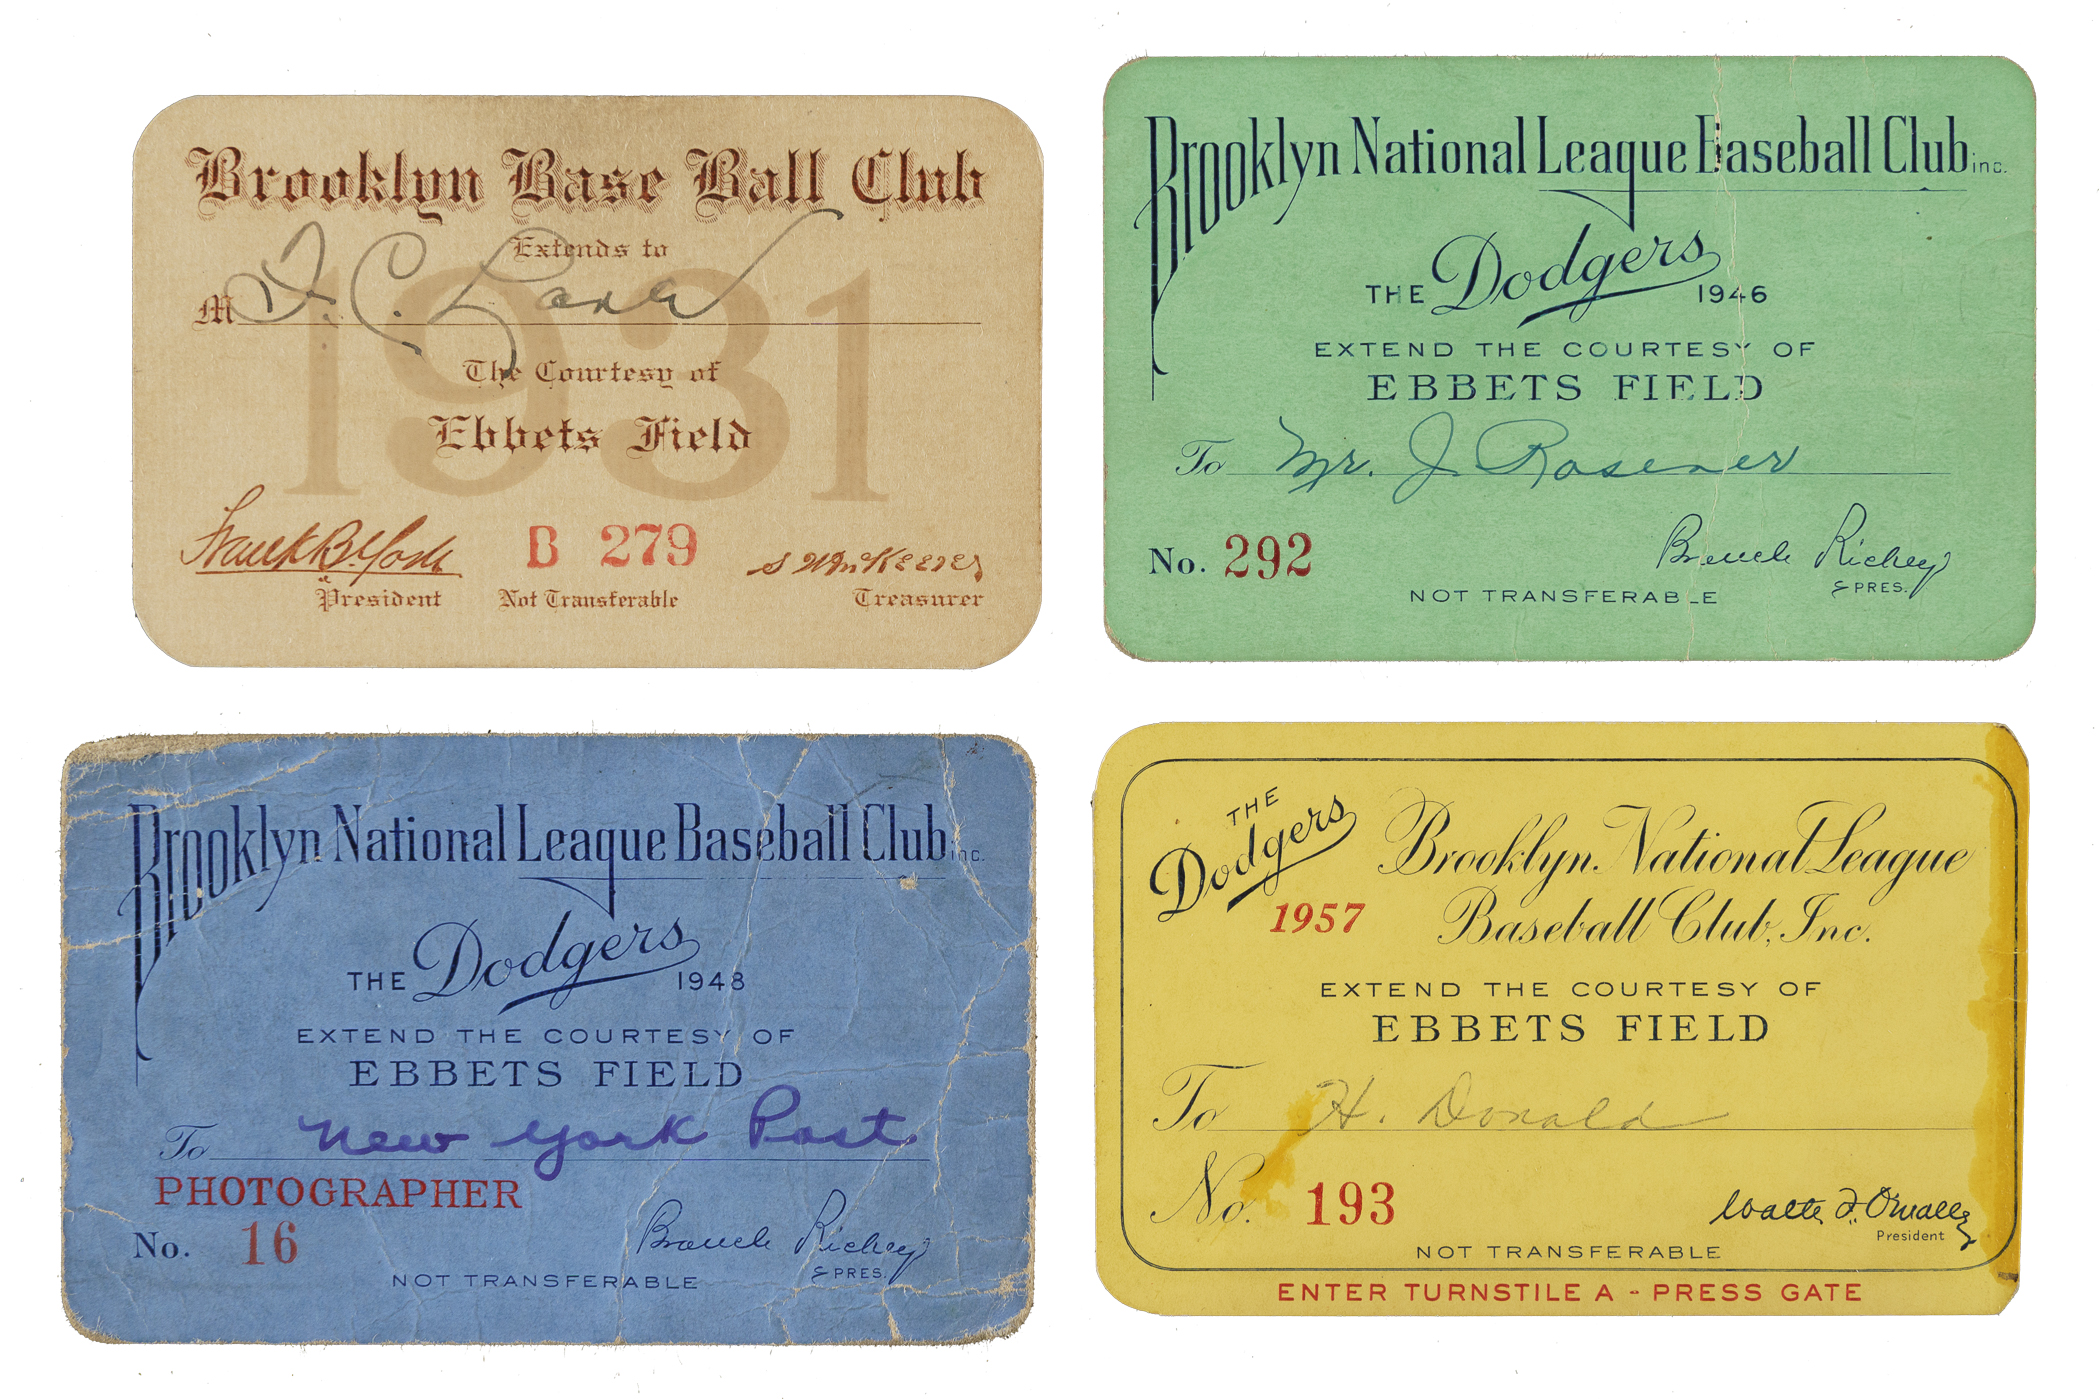 Brooklyn Base Ball Club
Extends to
1931
M F. C. Lane
The Courtesy of
Ebbets Field
Frank B. York
B 279
S McKeever
President
Not Transferable
Treasurer
Brooklyn National League Baseball Club inc.
THE Dodgers 1946
EXTEND THE COURTESY OF
EBBETS FIELD
To Mr. J. Rosener
No. 292
Branch Rickey
PRES.
NOT TRANSFERABLE
Brooklyn National League Baseball Club inc.
THE Dodgers 1948
EXTEND THE COURTESY OF
EBBETS FIELD
To New York Post
PHOTOGRAPHER
No. 16
Branch Rickey
PRES.
NOT TRANSFERABLE
THE
Dodgers
1957
Brooklyn National League
Baseball Club, Inc.
EXTEND THE COURTESY OF
EBBETS FIELD
To H. Donald
No. 193
Walter F. O'Malley
President
NOT TRANSFERABLE
ENTER TURNSTILE A - PRESS GATE